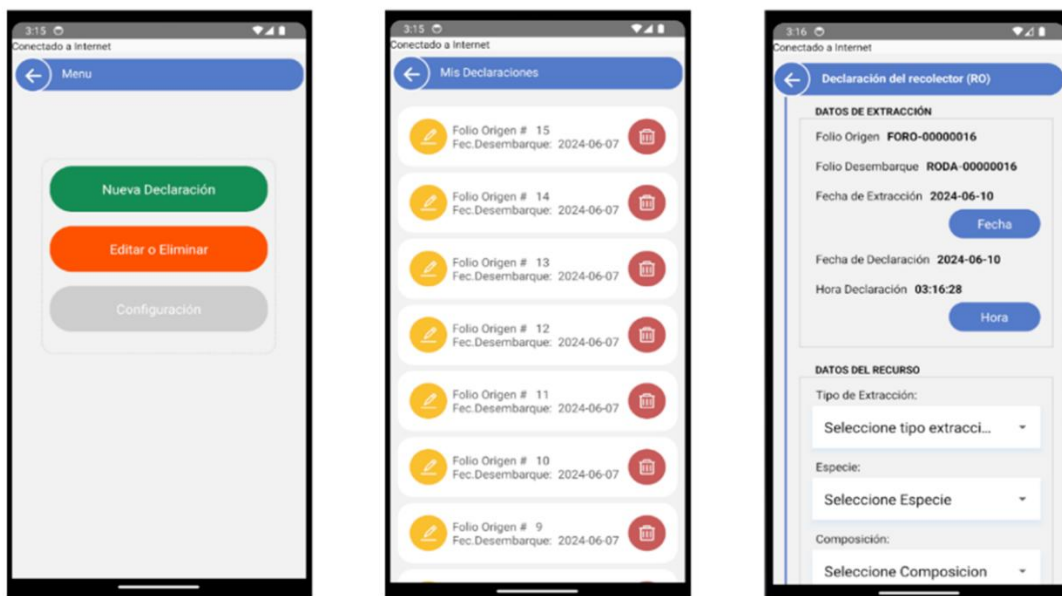 3:15
Conectado a Internet
Menu
Nueva Declaración
Editar o Eliminar
Configuración
3:15
Conectado a Internet
Mis Declaraciones
Folio Origen # 15
Fec.Desembarque: 2024-06-07
Folio Origen # 14
Fec.Desembarque: 2024-06-07
Folio Origen # 13
Fec.Desembarque: 2024-06-07
Folio Origen # 12
Fec.Desembarque: 2024-06-07
Folio Origen # 11
Fec.Desembarque: 2024-06-07
Folio Origen # 10
Fec.Desembarque: 2024-06-07
Folio Origen # 9
Fec.Desembarque: 2024-06-07
3:16
Conectado a Internet
Declaración del recolector (RO)
DATOS DE EXTRACCIÓN
Folio Origen FORO-00000016
Folio Desembarque RODA-00000016
Fecha de Extracción 2024-06-10
Fecha
Fecha de Declaración 2024-06-10
Hora Declaración 03:16:28
Hora
DATOS DEL RECURSO
Tipo de Extracción:
Seleccione tipo extracci...
Especie:
Seleccione Especie
Composición:
Seleccione Composicion